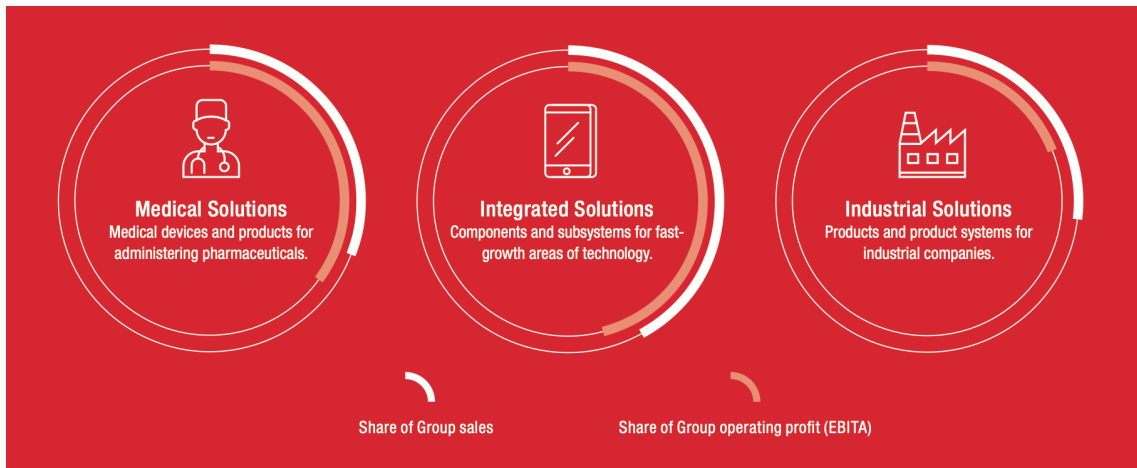 Medical Solutions
Medical devices and products for
administering pharmaceuticals.
Integrated Solutions
Components and subsystems for fast-
growth areas of technology.
Industrial Solutions
Products and product systems for
industrial companies.
Share of Group sales
Share of Group operating profit (EBITA)